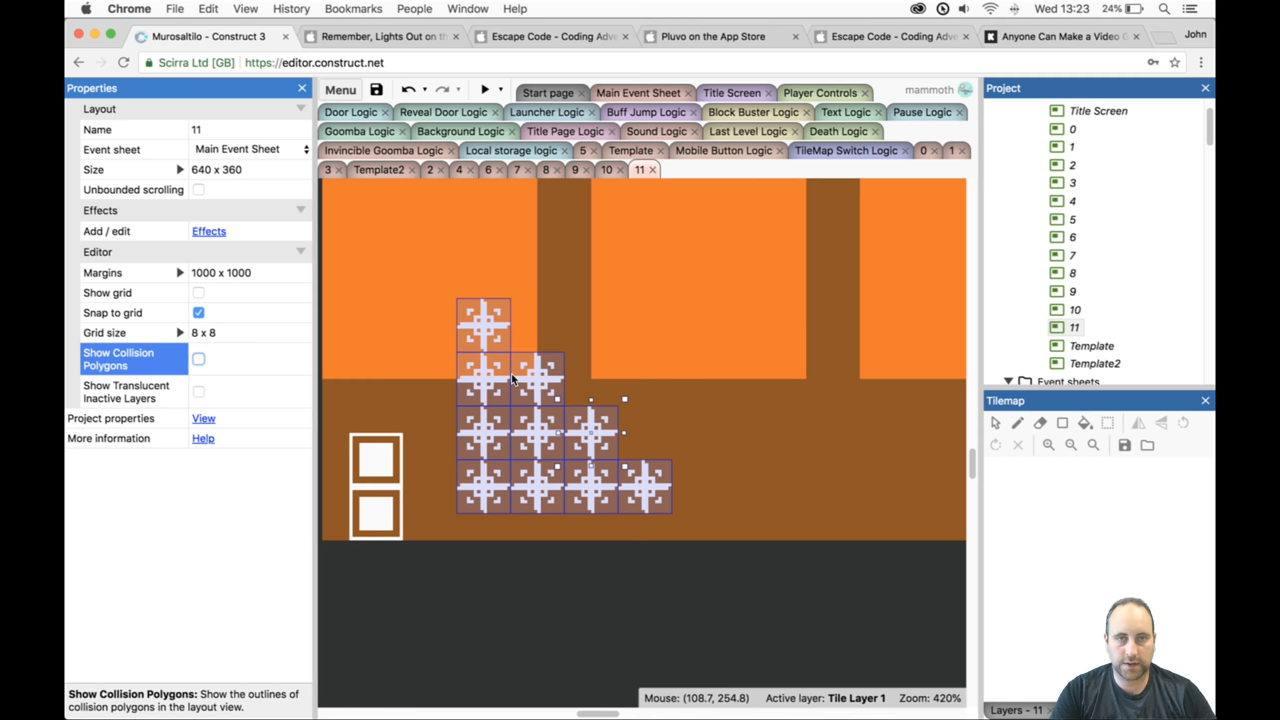 Chrome File Edit View History Bookmarks People Window Help Wed 13:23 24%
Murosaltilo - Construct 3 Remember, Lights Out on th Escape Code - Coding Adve Pluvo on the App Store Escape Code - Coding Adve Anyone Can Make a Video G John
Scirra Ltd [GB] https://editor.construct.net
Properties
Layout
Name 11
Event sheet Main Event Sheet
Size 640 x 360
Unbounded scrolling
Effects
Add / edit Effects
Editor
Margins 1000 x 1000
Show grid
Snap to grid
Grid size 8 x 8
Show Collision
Polygons
Show Translucent
Inactive Layers
Project properties View
More information Help
Show Collision Polygons: Show the outlines of
collision polygons in the layout view.
Menu Start page Main Event Sheet Title Screen Player Controls mammoth
Door Logic Reveal Door Logic Launcher Logic Buff Jump Logic Block Buster Logic Text Logic Pause Logic
Goomba Logic Background Logic Title Page Logic Sound Logic Last Level Logic Death Logic
Invincible Goomba Logic Local storage logic 5 Template Mobile Button Logic TileMap Switch Logic 0 1
3 Template2 2 4 6 7 8 9 10 11
Mouse: (108.7, 254.8) Active layer: Tile Layer 1 Zoom: 420%
Project
Title Screen
0
1
2
3
4
5
6
7
8
9
10
11
Template
Template2
Event sheets
Tilemap
Layers - 11